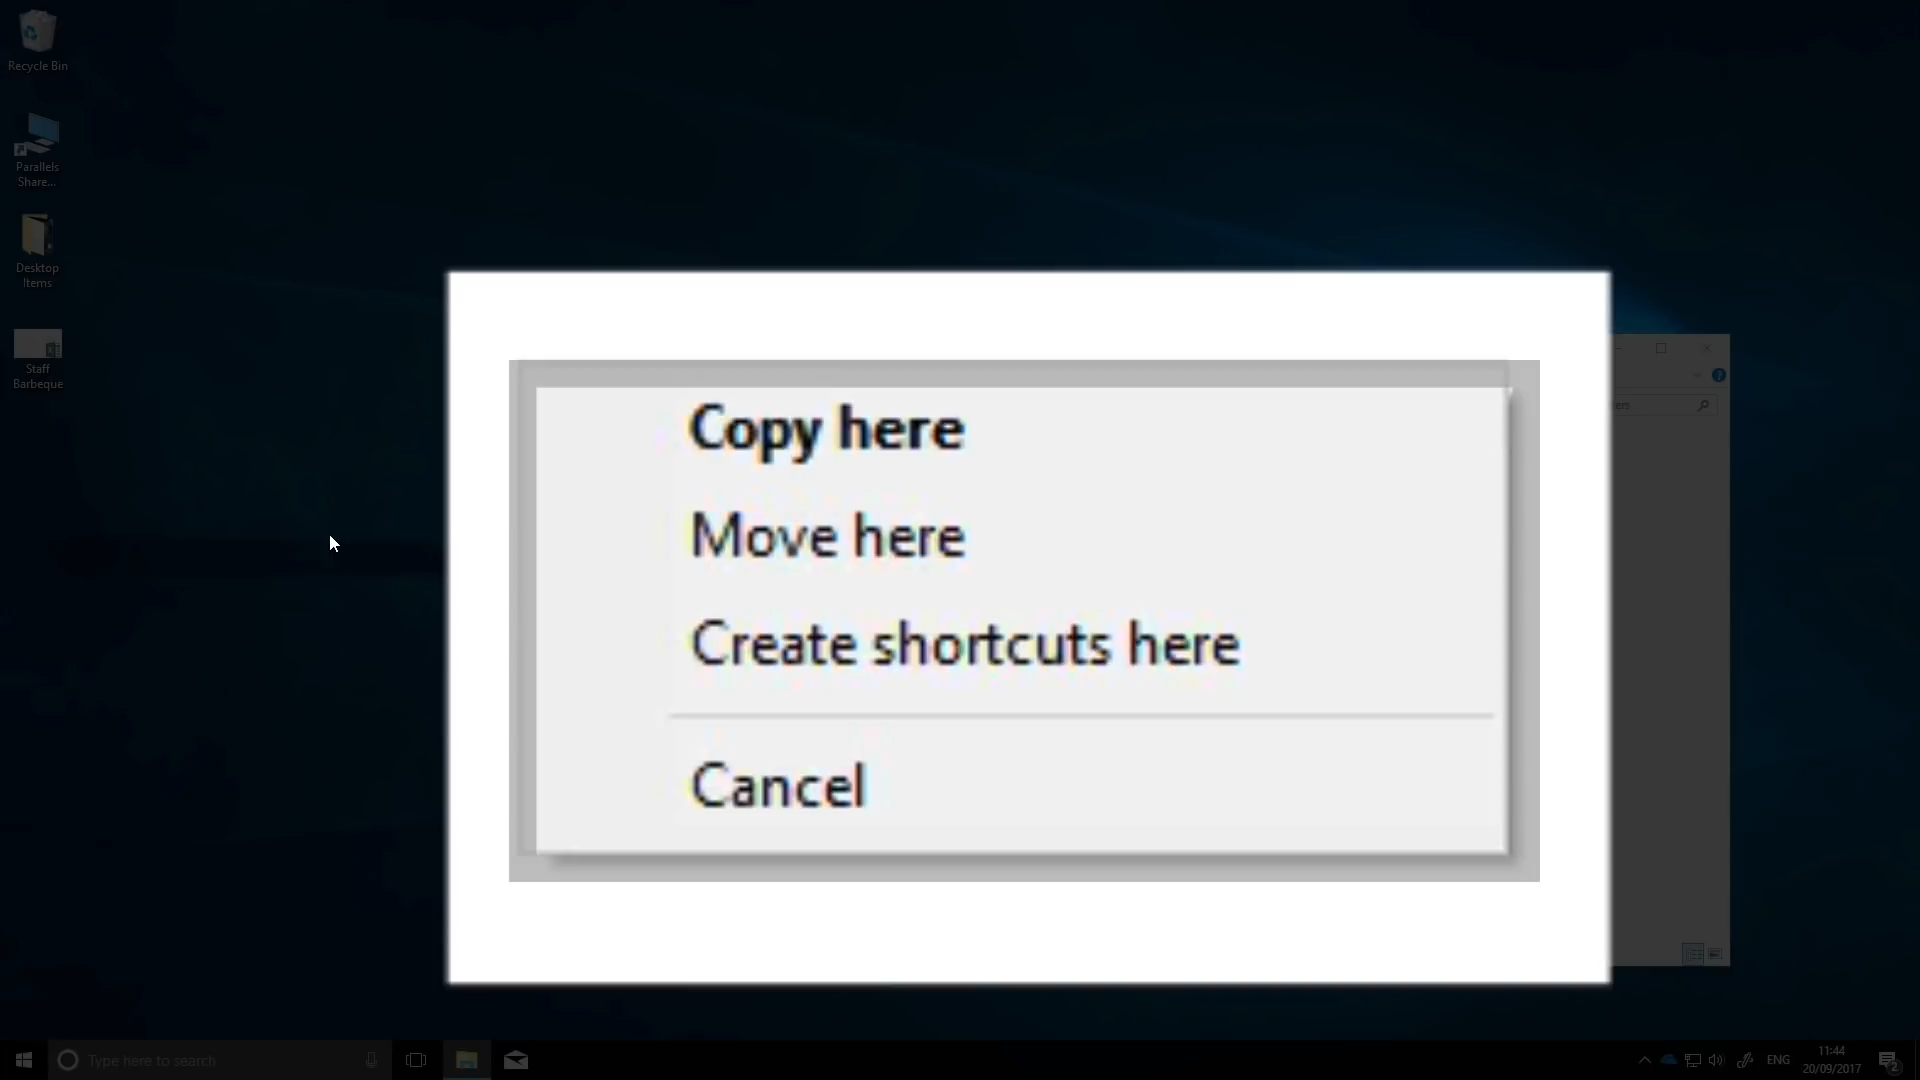 Recycle Bin
Parallels
Share...
Desktop
Items
Staff
Barbeque
Copy here
Move here
Create shortcuts here
Cancel
Type here to search
ENG
11:44
20/09/2017
2